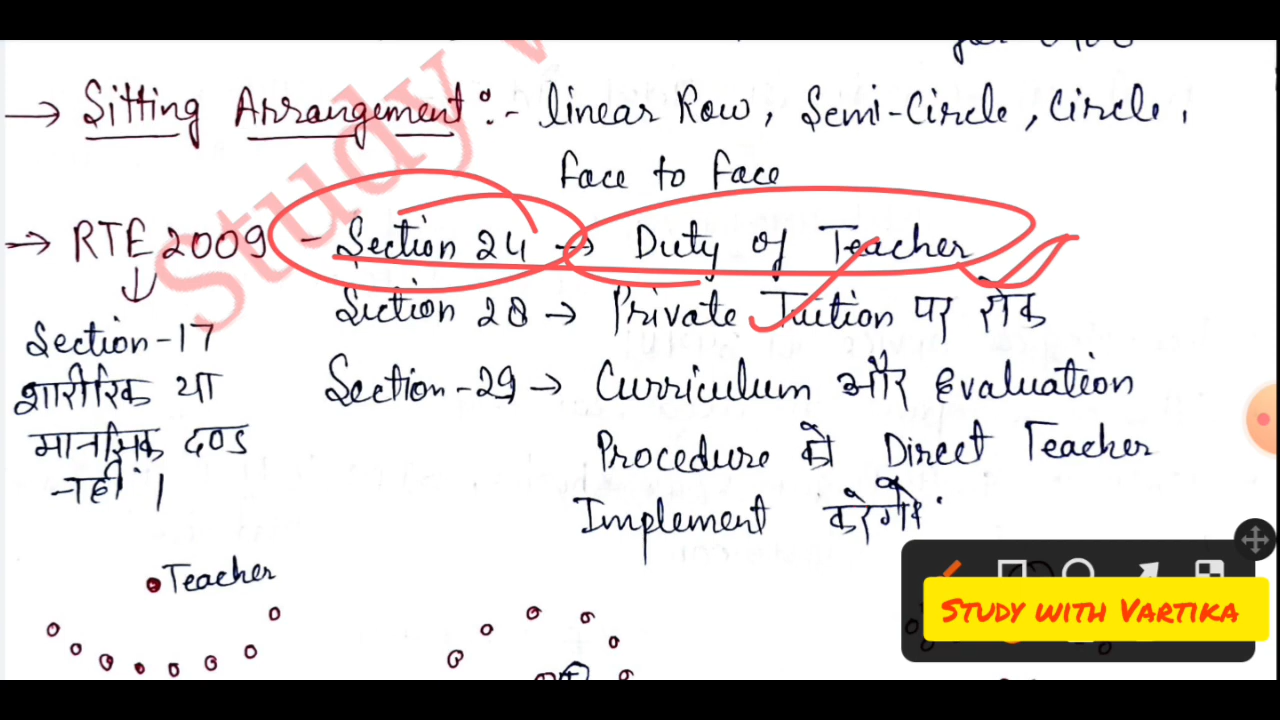 → Sitting Arrangement :- linear Row, Semi-Circle, Circle,
face to face
→ RTE 2009 - Section 24 → Duty of Teacher
Section 28 → Private Tuition पर रोक
Section-17
शारीरिक या
मानसिक दण्ड
नहीं।
Section-29 → Curriculum और Evaluation
Procedure को Direct Teacher
Implement करेंगे
Teacher
Study
STUDY WITH VARTIKA